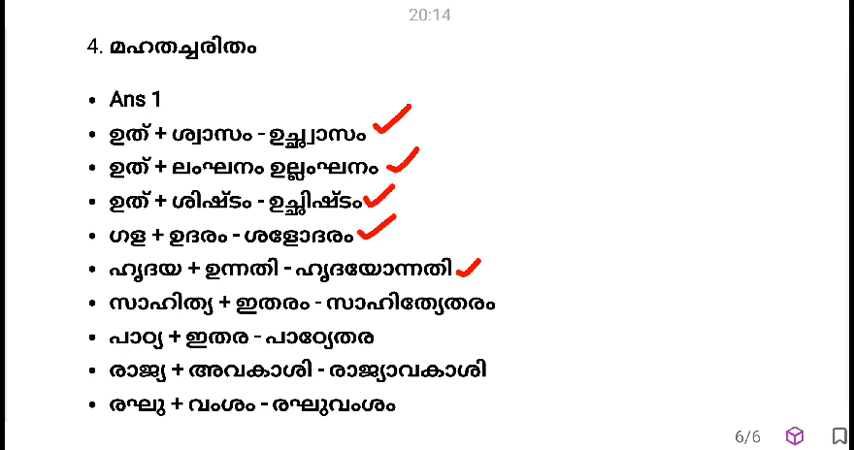 20:14
4. മഹതച്ചരിതം
• Ans 1
• ഉത് + ശ്വാസം - ഉച്ഛ്വാസം
• ഉത് + ലംഘനം ഉല്ലംഘനം
• ഉത് + ശിഷ്ടം - ഉച്ഛിഷ്ടം
• ഗള + ഉദരം - ശളോദരം
• ഹൃദയ + ഉന്നതി - ഹൃദയോന്നതി
• സാഹിത്യ + ഇതരം - സാഹിത്യേതരം
• പാഠ്യ + ഇതര - പാഠ്യേതര
• രാജ്യ + അവകാശി - രാജ്യാവകാശി
• രഘു + വംശം - രഘുവംശം
6/6